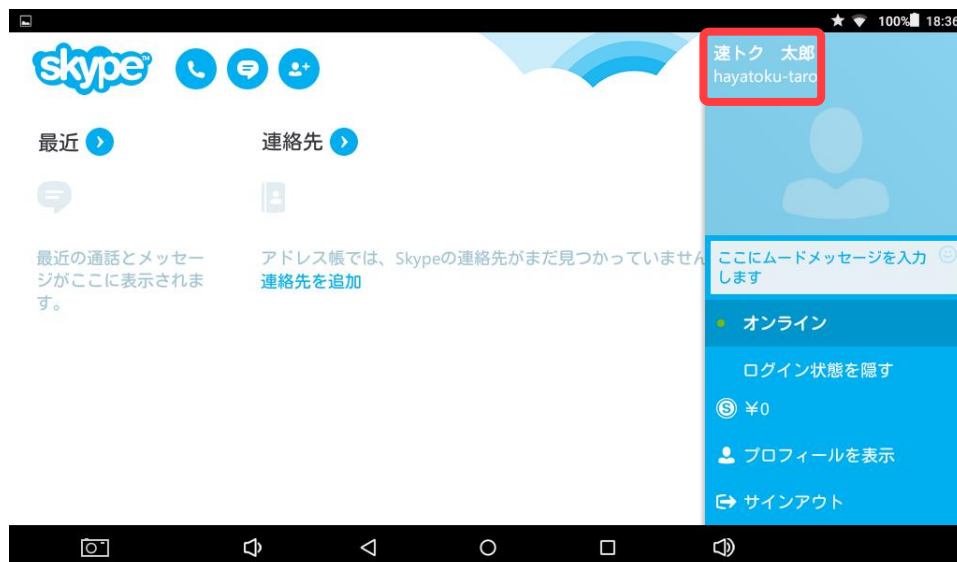 100% 18:36
skype
速トク 太郎
hayatoku-taro
最近
連絡先
最近の通話とメッセー
ジがここに表示されま
す。
アドレス帳では、Skypeの連絡先がまだ見つかっていません
連絡先を追加
ここにムードメッセージを入力
します
オンライン
ログイン状態を隠す
¥0
プロフィールを表示
サインアウト